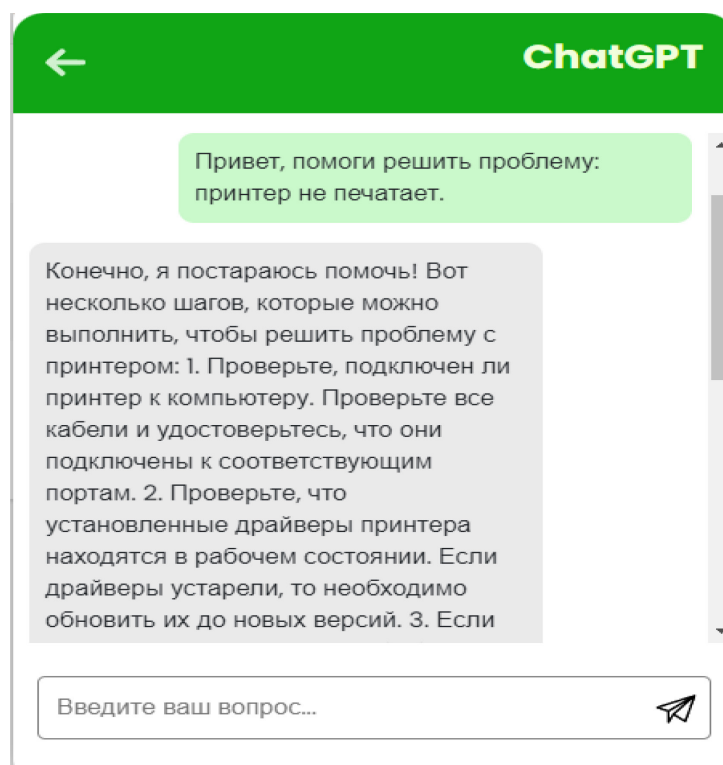 ChatGPT
Привет, помоги решить проблему:
принтер не печатает.
Конечно, я постараюсь помочь! Вот
несколько шагов, которые можно
выполнить, чтобы решить проблему с
принтером: 1. Проверьте, подключен ли
принтер к компьютеру. Проверьте все
кабели и удостоверьтесь, что они
подключены к соответствующим
портам. 2. Проверьте, что
установленные драйверы принтера
находятся в рабочем состоянии. Если
драйверы устарели, то необходимо
обновить их до новых версий. 3. Если
Введите ваш вопрос...